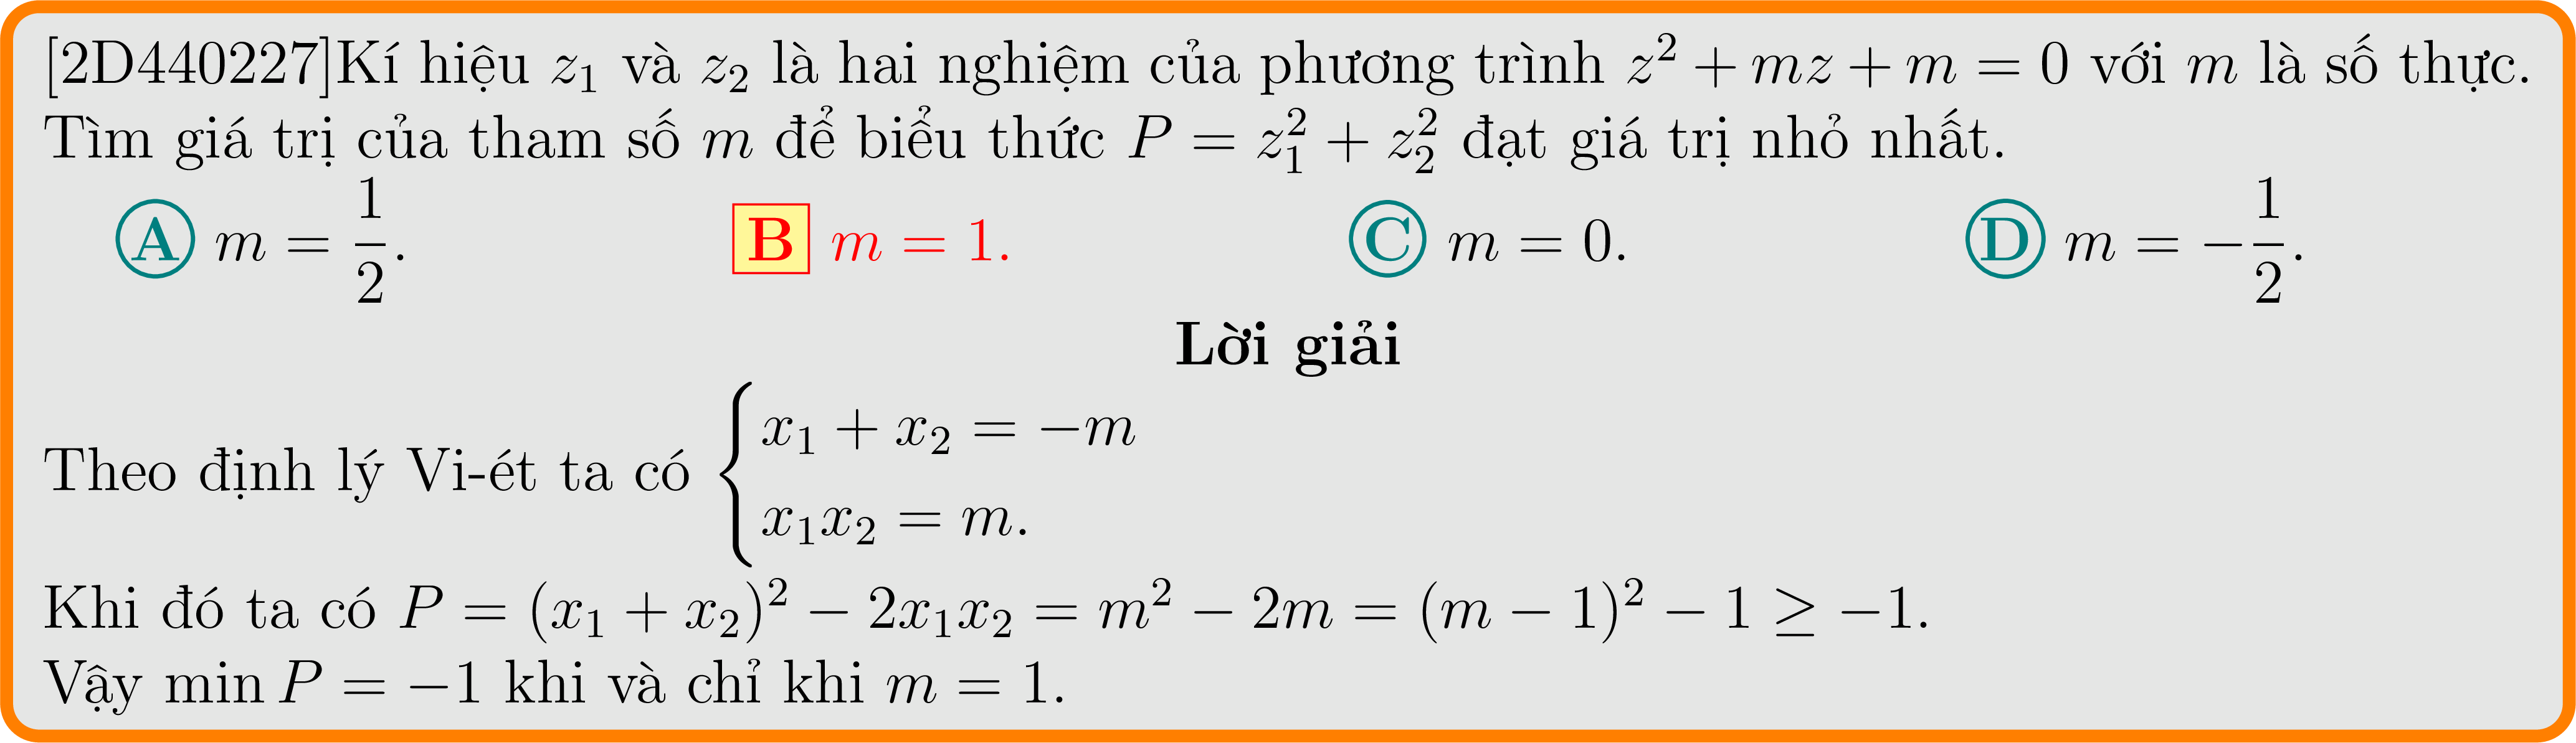 [2D440227]Kí hiệu $z_1$ và $z_2$ là hai nghiệm của phương trình $z^2 + mz + m = 0$ với $m$ là số thực.
Tìm giá trị của tham số $m$ để biểu thức $P = z_1^2 + z_2^2$ đạt giá trị nhỏ nhất.
A $m = \frac{1}{2}$. B $m = 1$. C $m = 0$. D $m = -\frac{1}{2}$.
Lời giải
Theo định lý Vi-ét ta có $\begin{cases} x_1 + x_2 = -m \\ x_1x_2 = m. \end{cases}$
Khi đó ta có $P = (x_1 + x_2)^2 - 2x_1x_2 = m^2 - 2m = (m - 1)^2 - 1 \geq -1$.
Vậy $\min P = -1$ khi và chỉ khi $m = 1$.